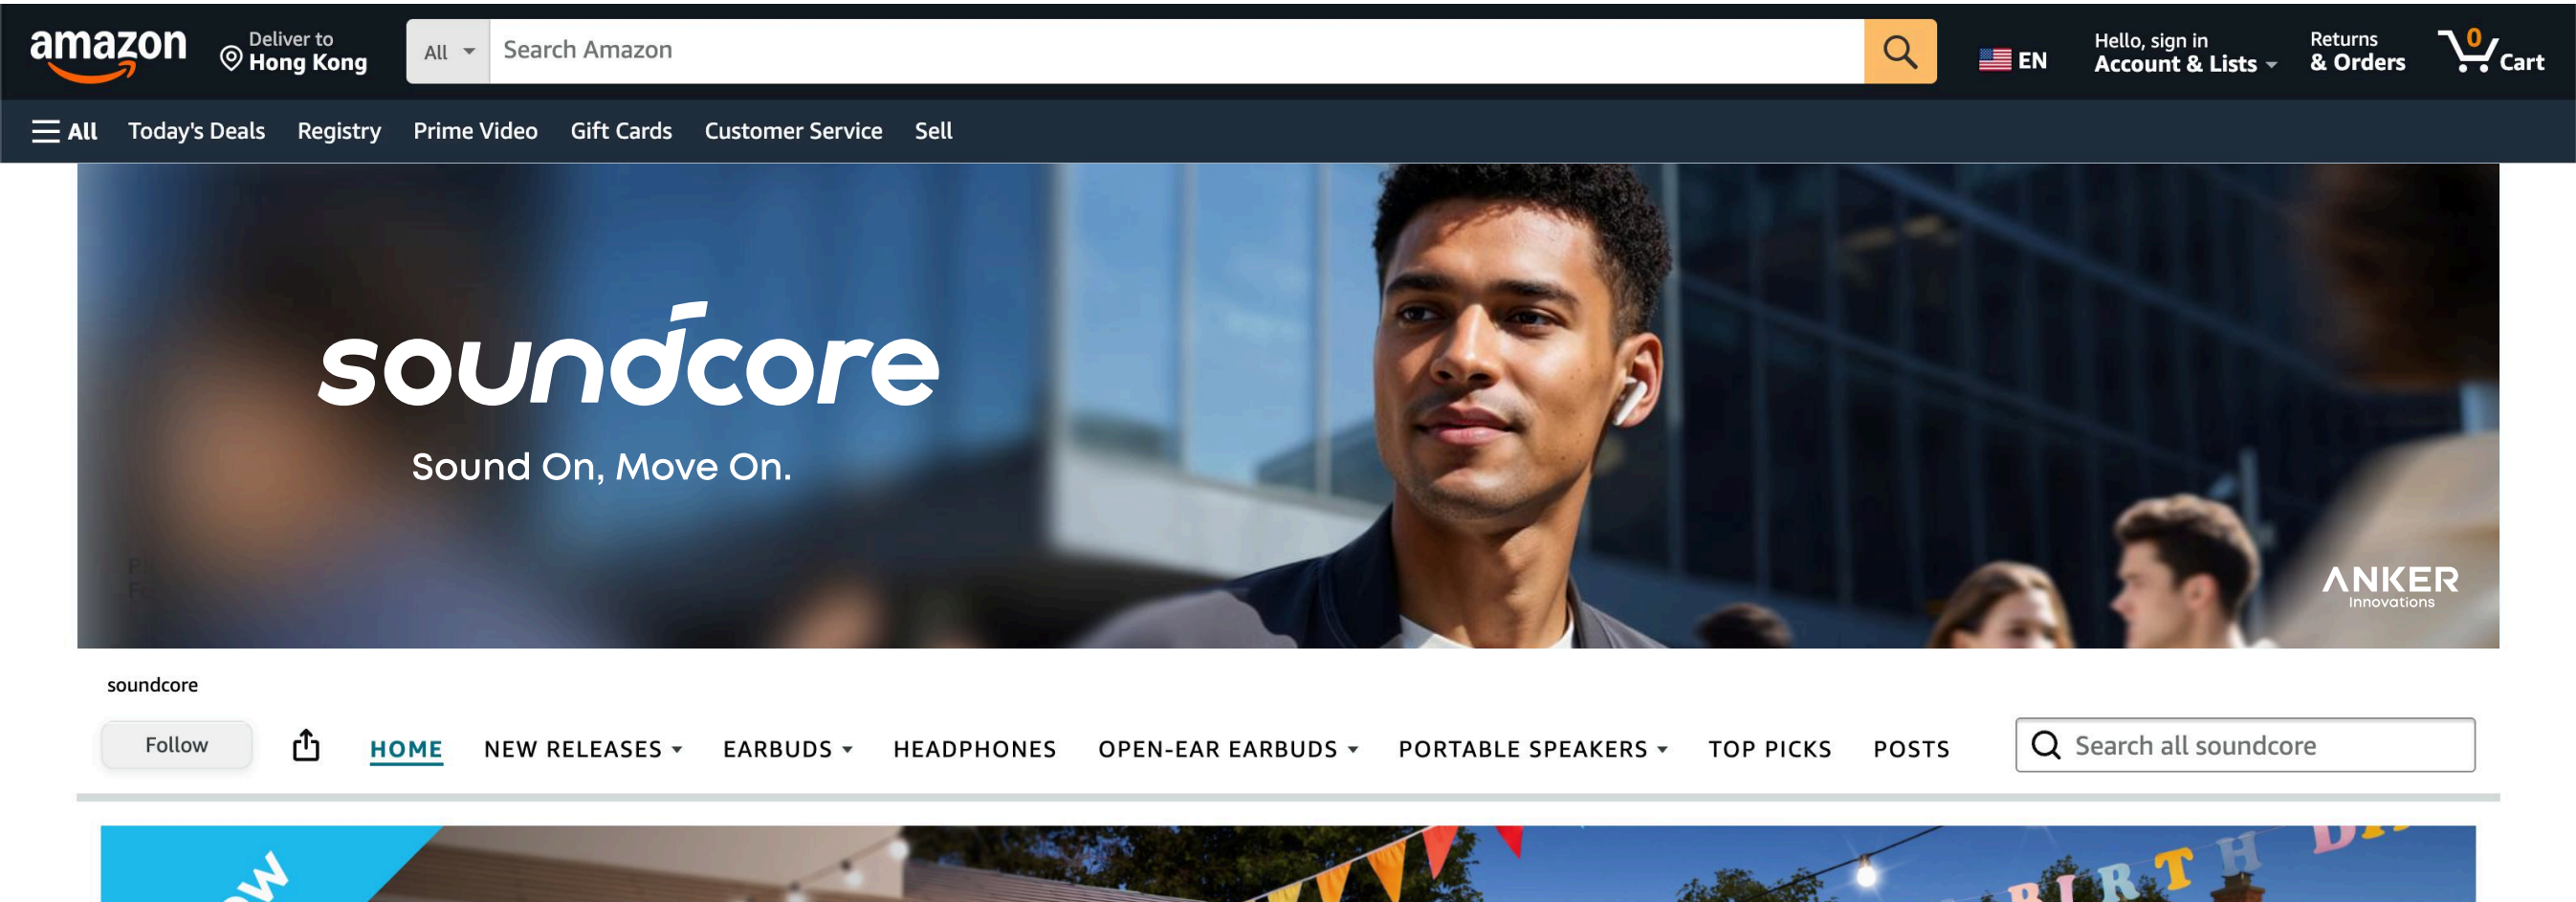 amazon
Deliver to
Hong Kong
All
Search Amazon
EN
Hello, sign in
Account & Lists
Returns
& Orders
0
Cart
All
Today's Deals
Registry
Prime Video
Gift Cards
Customer Service
Sell
soundcore
Sound On, Move On.
ANKER
Innovations
soundcore
Follow
HOME
NEW RELEASES
EARBUDS
HEADPHONES
OPEN-EAR EARBUDS
PORTABLE SPEAKERS
TOP PICKS
POSTS
Search all soundcore